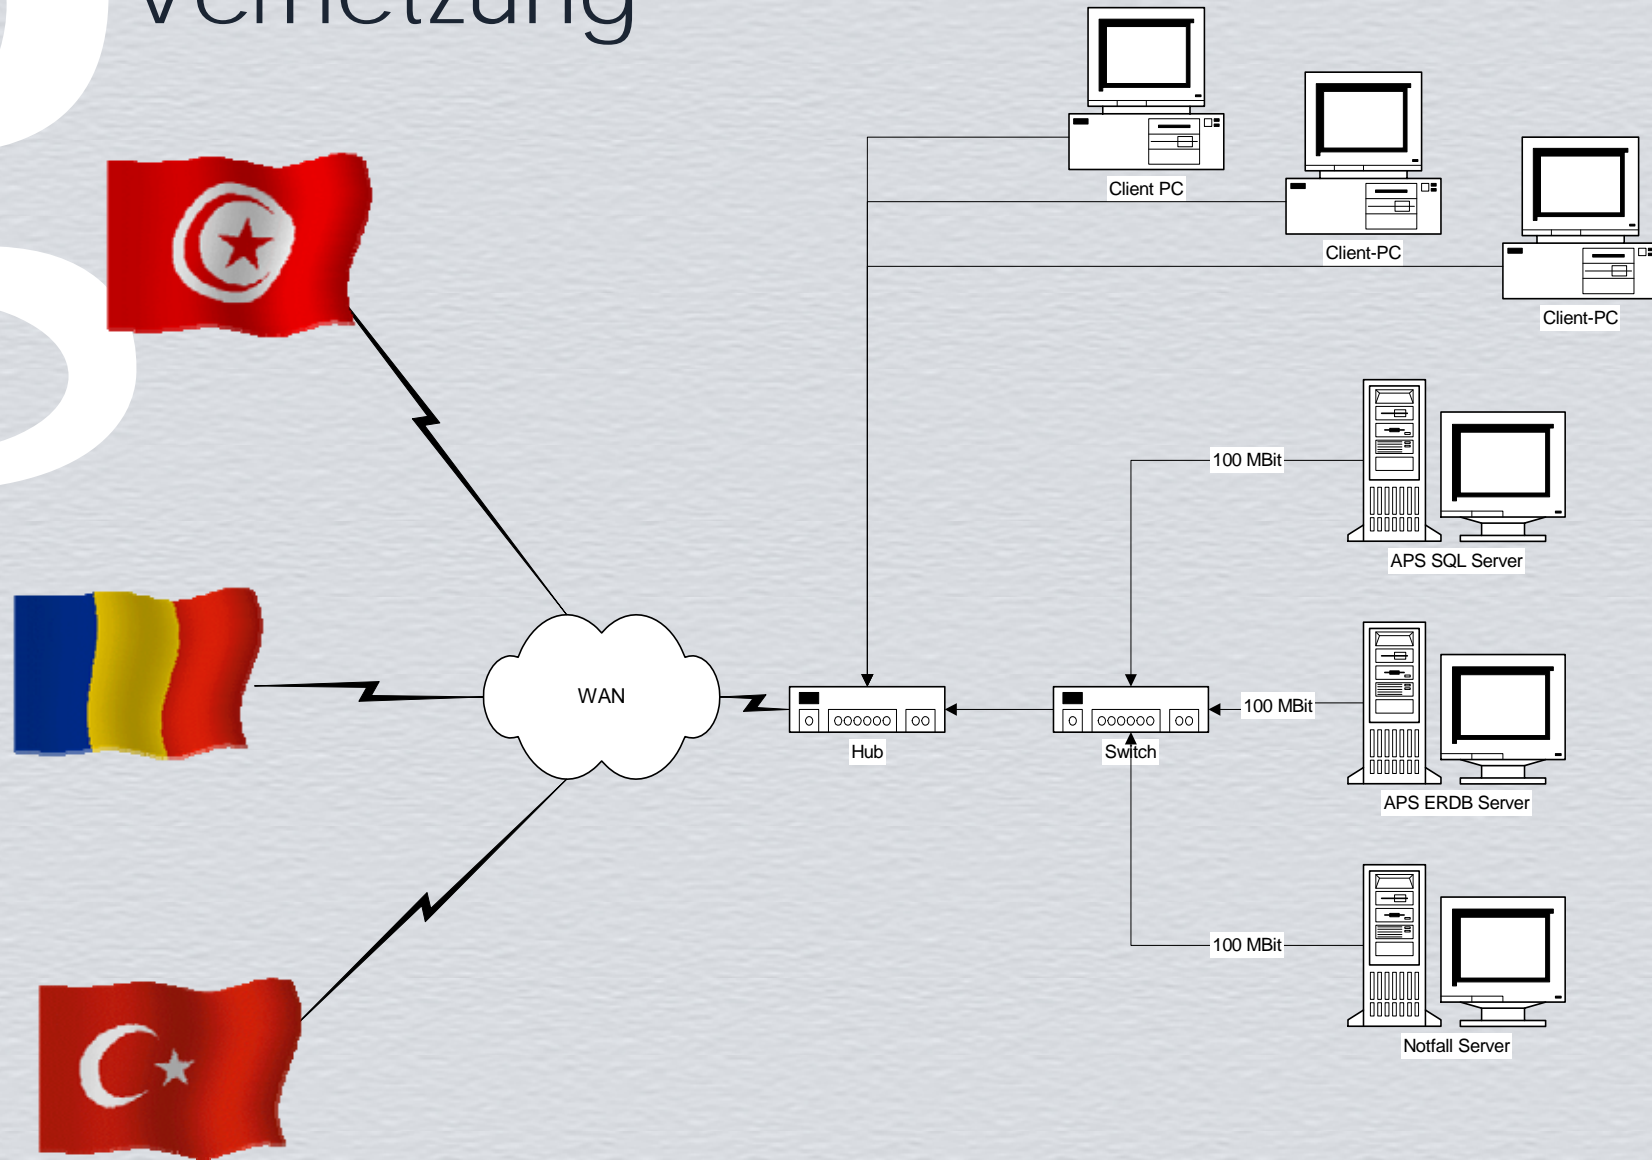 Vernetzung
Client PC
Client-PC
Client-PC
100 MBit
APS SQL Server
WAN
100 MBit
Hub
Switch
APS ERDB Server
100 MBit
Notfall Server